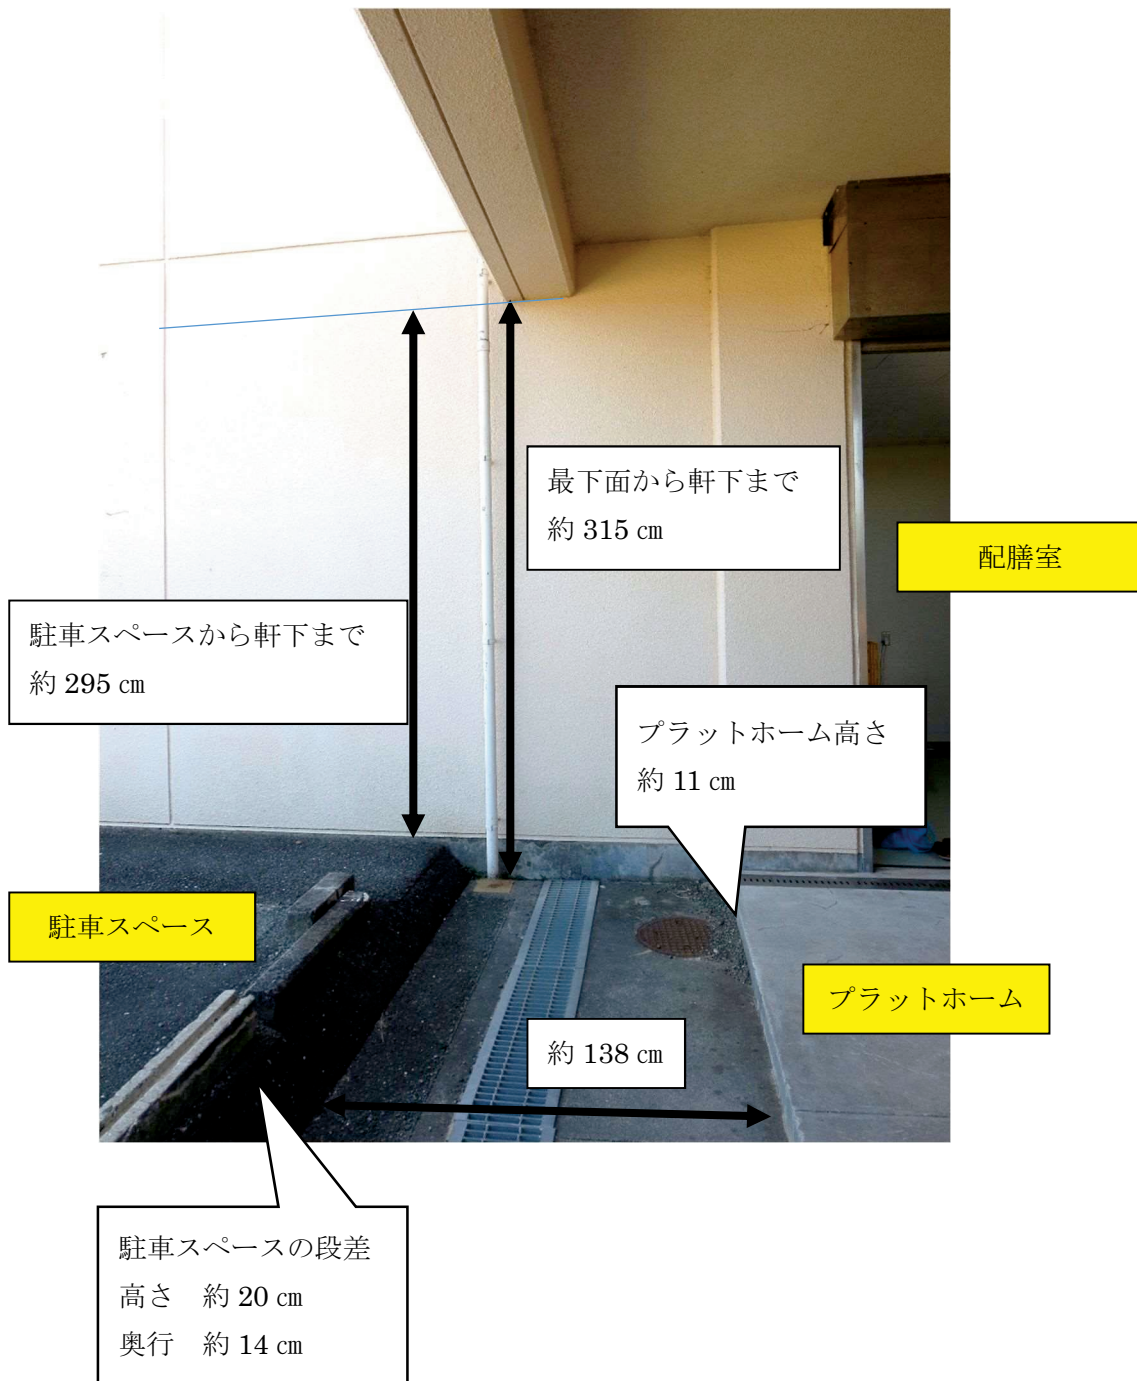 最下面から軒下まで
約 315 ㎝
配膳室
駐車スペースから軒下まで
約 295 ㎝
プラットホーム高さ
約 11 ㎝
駐車スペース
プラットホーム
約 138 ㎝
駐車スペースの段差
高さ　約 20 ㎝
奥行　約 14 ㎝